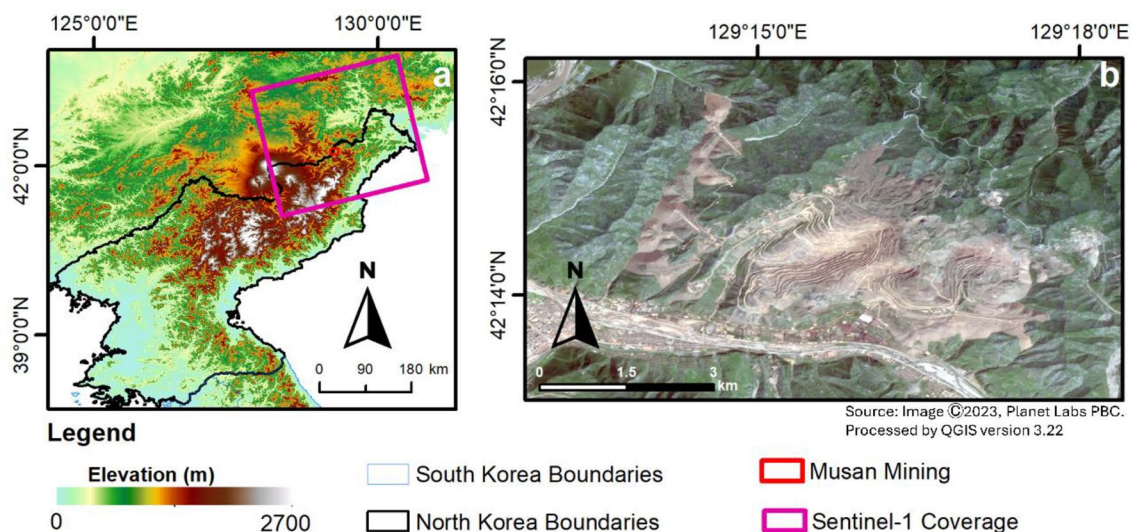 125°0'0"E
130°0'0"E
42°0'0"N
39°0'0"N
a
N
0 90 180 km
129°15'0"E
129°18'0"E
42°16'0"N
42°14'0"N
b
N
0 1.5 3
km
Source: Image ©2023, Planet Labs PBC.
Processed by QGIS version 3.22
Legend
Elevation (m)
0 2700
South Korea Boundaries
North Korea Boundaries
Musan Mining
Sentinel-1 Coverage